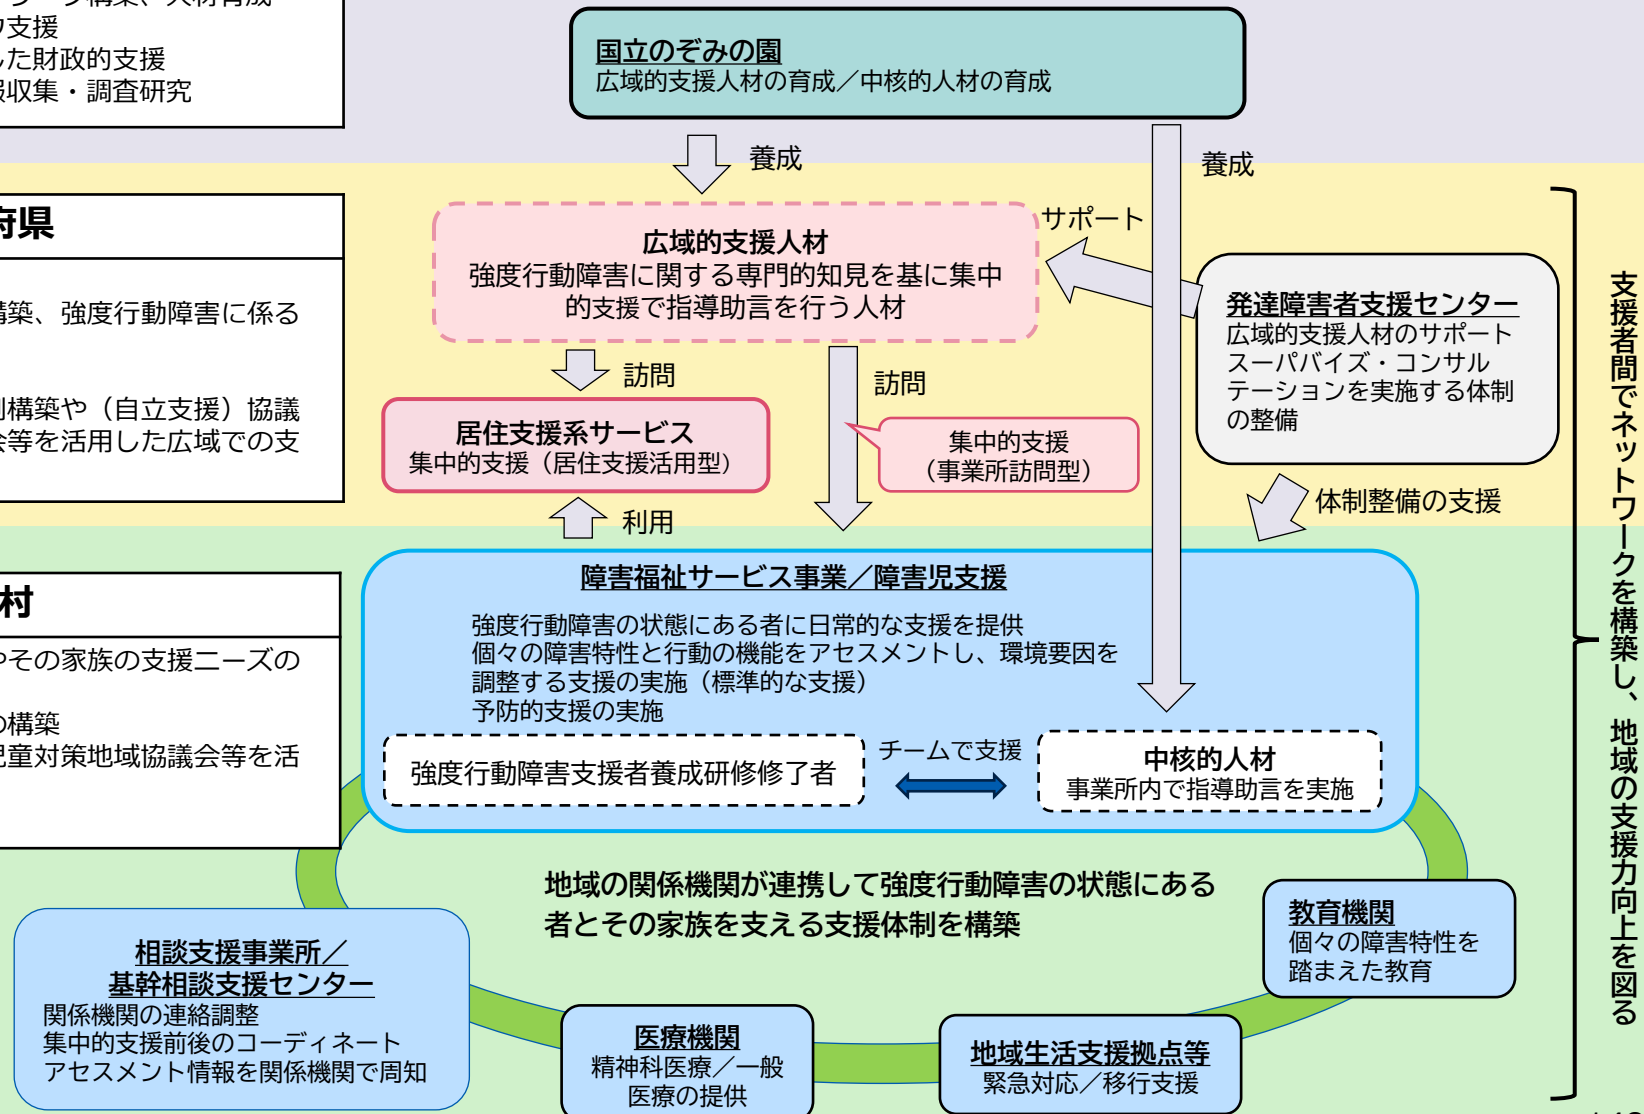 ワーク構築、人材育成
支援
した財政的支援
報収集・調査研究
国立のぞみの園
広域的支援人材の育成／中核的人材の育成
養成
養成
府県
構築、強度行動障害に係る
制構築や（自立支援）協議
会等を活用した広域での支
広域的支援人材
強度行動障害に関する専門的知見を基に集中
的支援で指導助言を行う人材
サポート
発達障害者支援センター
広域的支援人材のサポート
スーパバイズ・コンサル
テーションを実施する体制
の整備
訪問
訪問
居住支援系サービス
集中的支援（居住支援活用型）
集中的支援
（事業所訪問型）
利用
体制整備の支援
村
やその家族の支援ニーズの
の構築
児童対策地域協議会等を活
障害福祉サービス事業／障害児支援
強度行動障害の状態にある者に日常的な支援を提供
個々の障害特性と行動の機能をアセスメントし、環境要因を
調整する支援の実施（標準的な支援）
予防的支援の実施
強度行動障害支援者養成研修修了者
チームで支援
中核的人材
事業所内で指導助言を実施
地域の関係機関が連携して強度行動障害の状態にある
者とその家族を支える支援体制を構築
相談支援事業所／
基幹相談支援センター
関係機関の連絡調整
集中的支援前後のコーディネート
アセスメント情報を関係機関で周知
医療機関
精神科医療／一般
医療の提供
地域生活支援拠点等
緊急対応／移行支援
教育機関
個々の障害特性を
踏まえた教育
支援者間でネットワークを構築し、地域の支援力向上を図る